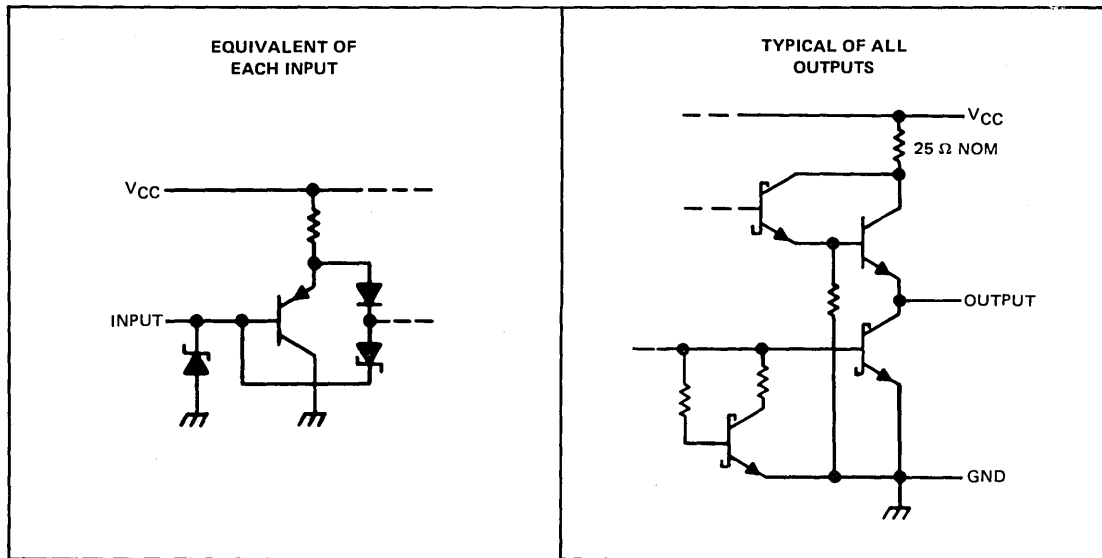 EQUIVALENT OF
EACH INPUT
VCC
INPUT
TYPICAL OF ALL
OUTPUTS
VCC
25 Ω NOM
OUTPUT
GND